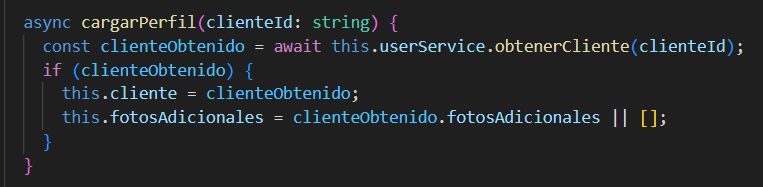 async cargarPerfil(clienteId: string) {
  const clienteObtenido = await this.userService.obtenerCliente(clienteId);
  if (clienteObtenido) {
    this.cliente = clienteObtenido;
    this.fotosAdicionales = clienteObtenido.fotosAdicionales || [];
  }
}